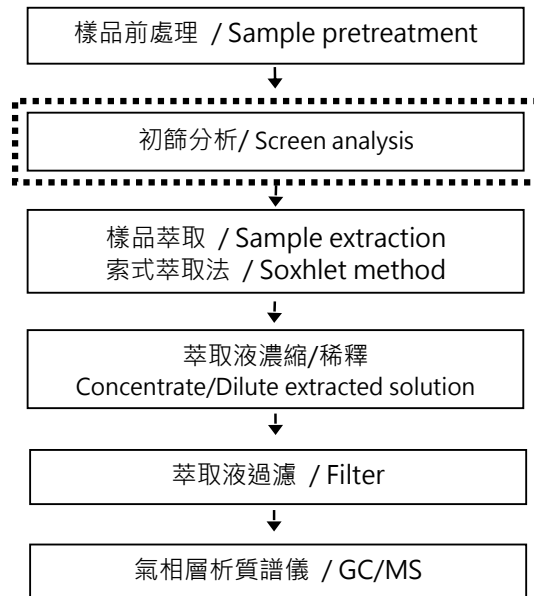 樣品前處理 / Sample pretreatment
初篩分析/ Screen analysis
樣品萃取 / Sample extraction
索式萃取法 / Soxhlet method
萃取液濃縮/稀釋
Concentrate/Dilute extracted solution
萃取液過濾 / Filter
氣相層析質譜儀 / GC/MS